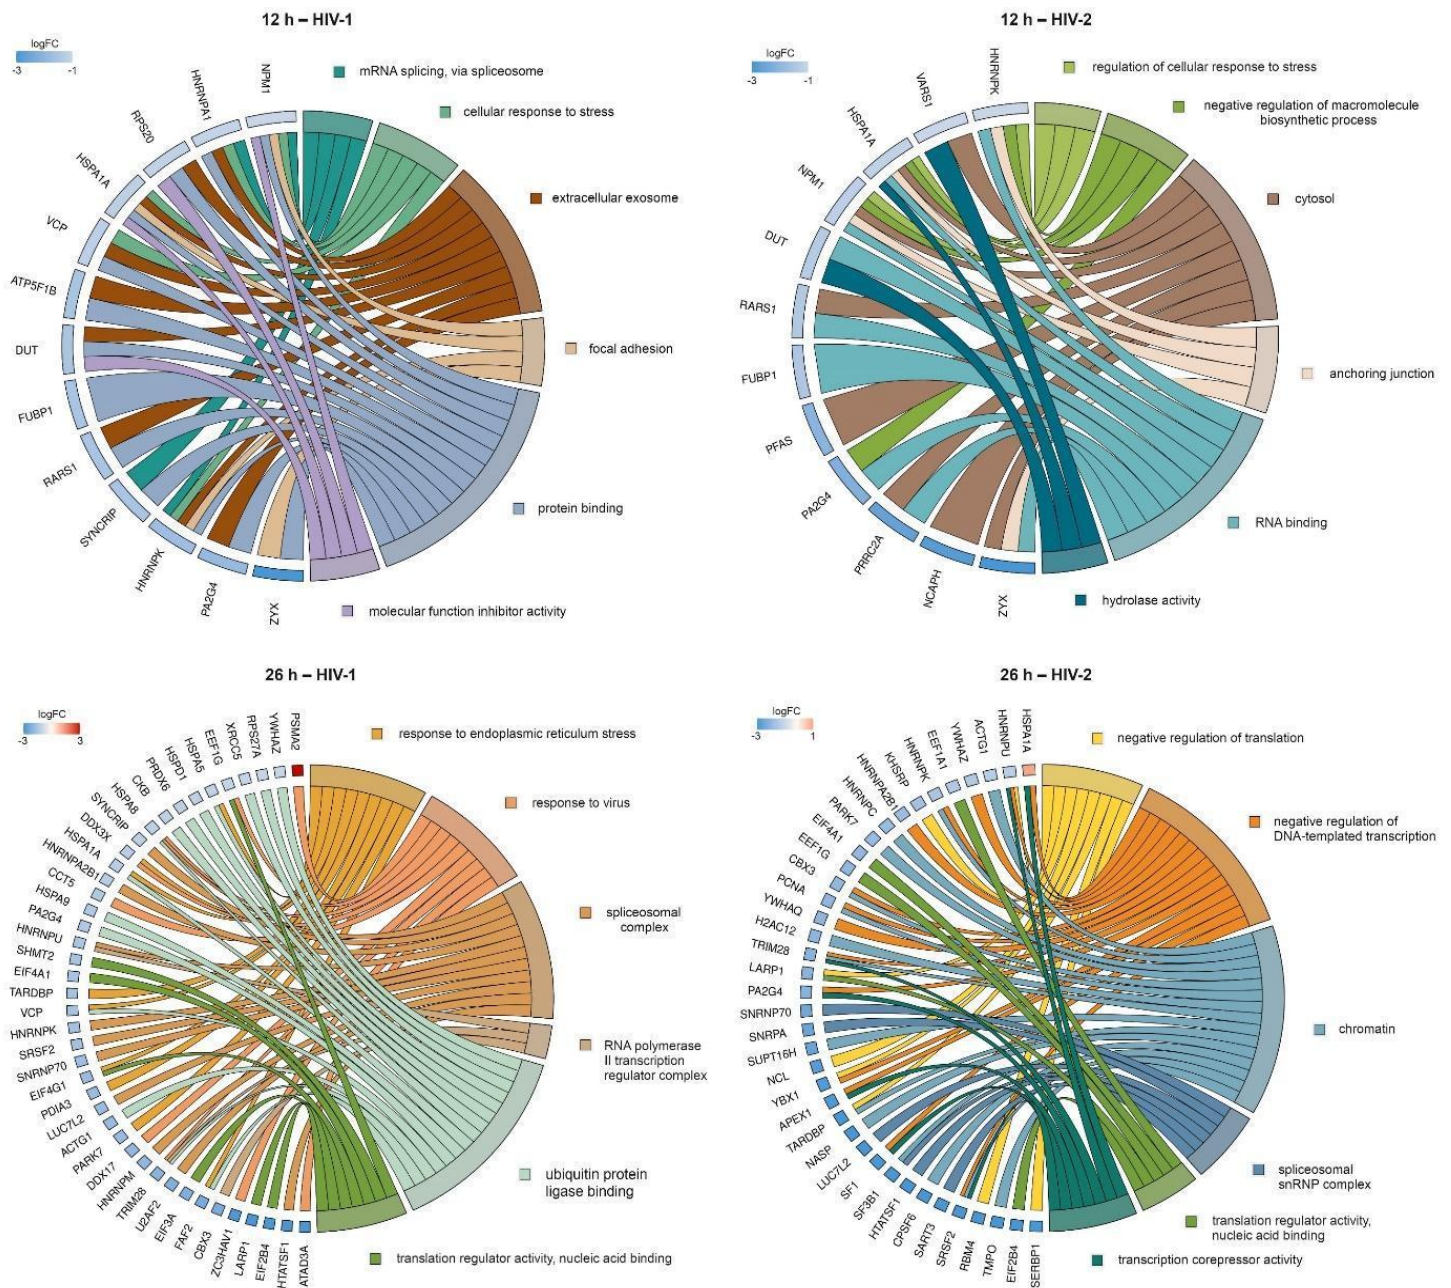 12 h – HIV-1
logFC
-3 -1
mRNA splicing, via spliceosome
cellular response to stress
extracellular exosome
focal adhesion
protein binding
molecular function inhibitor activity
NPM1
HNRNPA1
RPS20
HSPA1A
VCP
ATP5F1B
DUT
FUBP1
RARS1
SYNCRIP
HNRNPK
PA2G4
XYZ
12 h – HIV-2
logFC
-3 -1
regulation of cellular response to stress
negative regulation of macromolecule
biosynthetic process
cytosol
anchoring junction
RNA binding
hydrolase activity
HNRNPK
VARS1
HSPA1A
NPM1
DUT
RARS1
FUBP1
PFAS
PA2G4
PRRC2A
NCAPH
XYZ
26 h – HIV-1
logFC
-3 3
response to endoplasmic reticulum stress
response to virus
spliceosomal
complex
RNA polymerase
II transcription
regulator complex
ubiquitin protein
ligase binding
translation regulator activity, nucleic acid binding
PSMA2
YWHAZ
RPS27A
XRCC5
EEF1G
HSPA5
HSPD1
PRDX6
CKB
HSPA8
SYNCRIP
DDX3X
HSPA1A
HNRNPA2B1
CCT5
HSPA9
PA2G4
HNRNPU
SHMT2
EIF4A1
TARDBP
VCP
HNRNPK
SRSF2
SNRNP70
EIF4G1
PDIA3
LUC7L2
ACTG1
PARK7
DDX17
HNRNPM
TRIM28
U2AF2
EIF3A
FAF2
CBX3
ZC3HAV1
LARP1
EIF2B4
HTATSF1
ATAD3A
26 h – HIV-2
logFC
-3 1
negative regulation of translation
negative regulation of
DNA-templated transcription
chromatin
spliceosomal
snRNP complex
translation regulator activity,
nucleic acid binding
transcription corepressor activity
HSPA1A
HNRNPU
ACTG1
YWHAZ
EEF1A1
HNRNPK
KHSRP
HNRNPA2B1
HNRNPC
PARK7
EIF4A1
EEF1G
CBX3
PCNA
YWHAQ
H2AC12
TRIM28
LARP1
PA2G4
SNRNP70
SNRPA
SUPT16H
NCL
YBX1
APEX1
TARDBP
NASP
LUC7L2
SF1
SF3B1
HTATSF1
CPSF6
SART3
SRSF2
RBM4
TMPO
EIF2B4
SERBP1